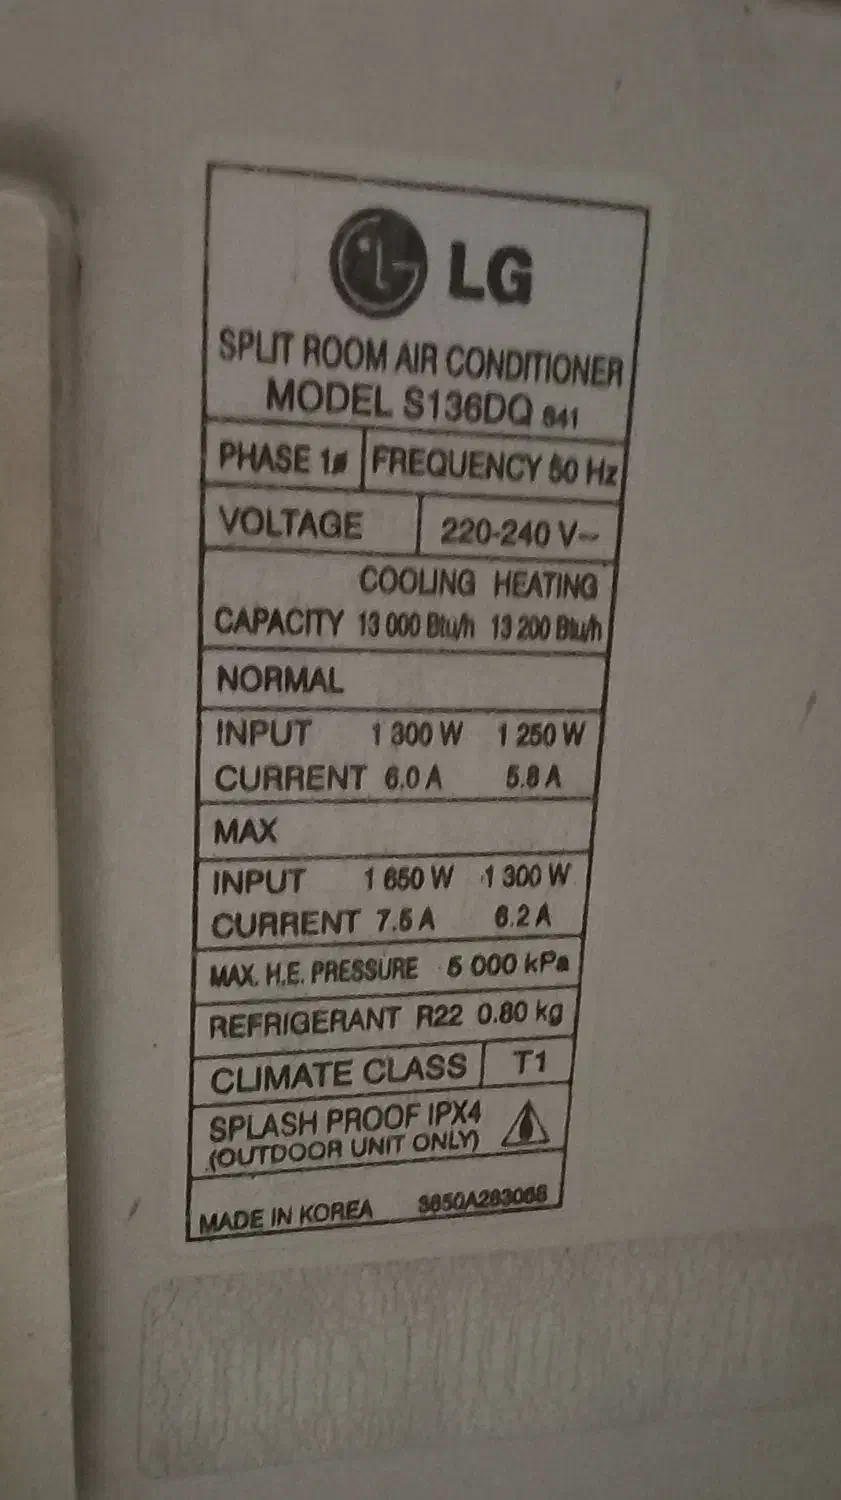 LG
SPLIT ROOM AIR CONDITIONER
MODEL S136DQ 641
PHASE 1ø FREQUENCY 50 Hz
VOLTAGE 220-240 V~
COOLING HEATING
CAPACITY 13 000 Btu/h 13 200 Btu/h
NORMAL
INPUT 1 300 W 1 250 W
CURRENT 6.0 A 5.8 A
MAX
INPUT 1 650 W 1 300 W
CURRENT 7.5 A 6.2 A
MAX. H.E. PRESSURE 5 000 kPa
REFRIGERANT R22 0.80 kg
CLIMATE CLASS T1
SPLASH PROOF IPX4
(OUTDOOR UNIT ONLY)
MADE IN KOREA